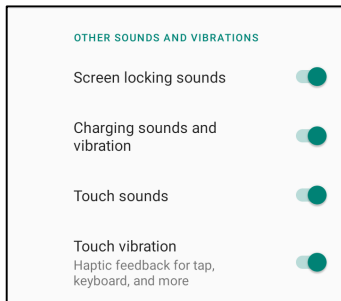 OTHER SOUNDS AND VIBRATIONS
Screen locking sounds
Charging sounds and
vibration
Touch sounds
Touch vibration
Haptic feedback for tap,
keyboard, and more